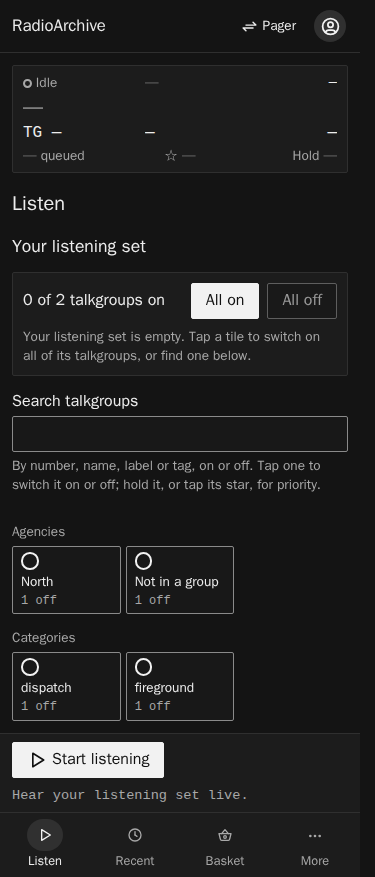 RadioArchive
Pager
Idle — –
—
TG – – –
— queued ☆ — Hold —
Listen
Your listening set
0 of 2 talkgroups on
All on
All off
Your listening set is empty. Tap a tile to switch on
all of its talkgroups, or find one below.
Search talkgroups
By number, name, label or tag, on or off. Tap one to
switch it on or off; hold it, or tap its star, for priority.
Agencies
North
1 off
Not in a group
1 off
Categories
dispatch
1 off
fireground
1 off
Start listening
Hear your listening set live.
Listen
Recent
Basket
More